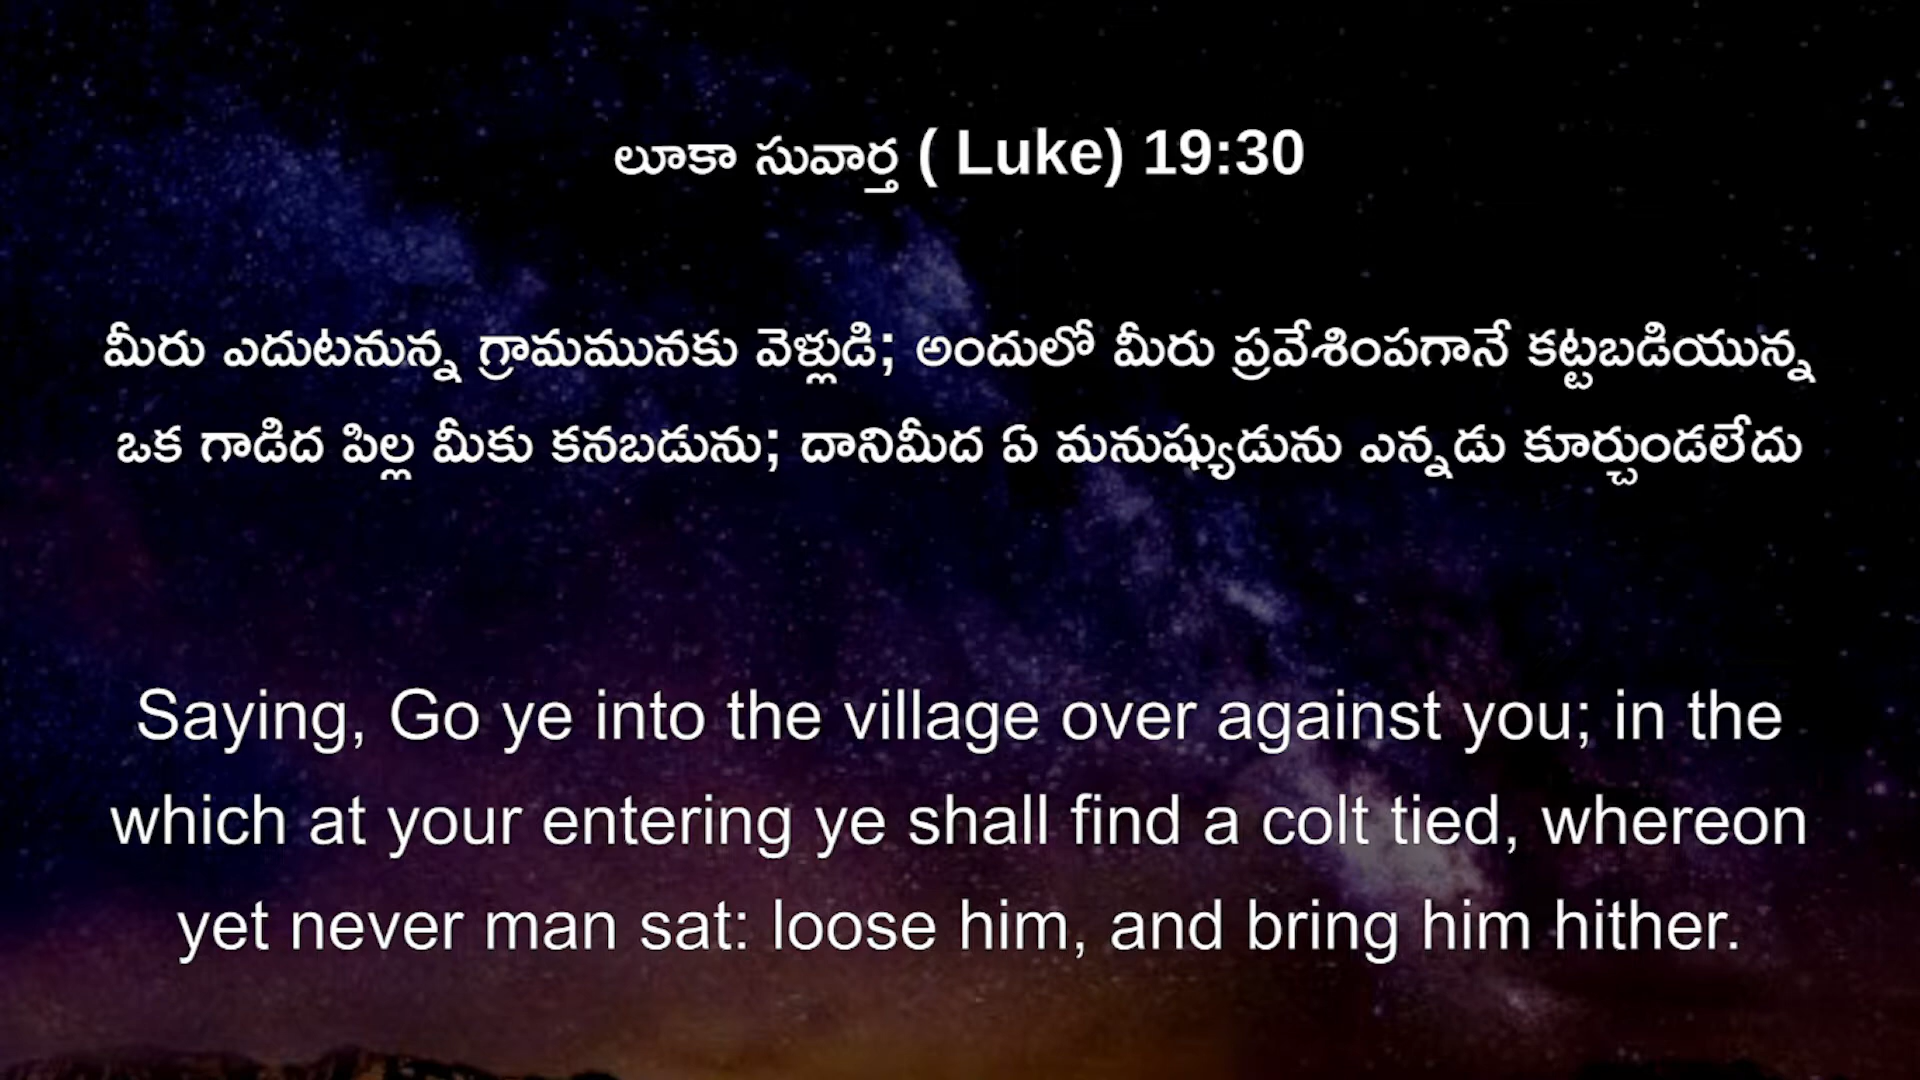 లూకా సువార్త ( Luke) 19:30
మీరు ఎదుటనున్న గ్రామమునకు వెళ్లుడి; అందులో మీరు ప్రవేశింపగానే కట్టబడియున్న
ఒక గాడిద పిల్ల మీకు కనబడును; దానిమీద ఏ మనుష్యుడును ఎన్నడు కూర్చుండలేదు
Saying, Go ye into the village over against you; in the
which at your entering ye shall find a colt tied, whereon
yet never man sat: loose him, and bring him hither.